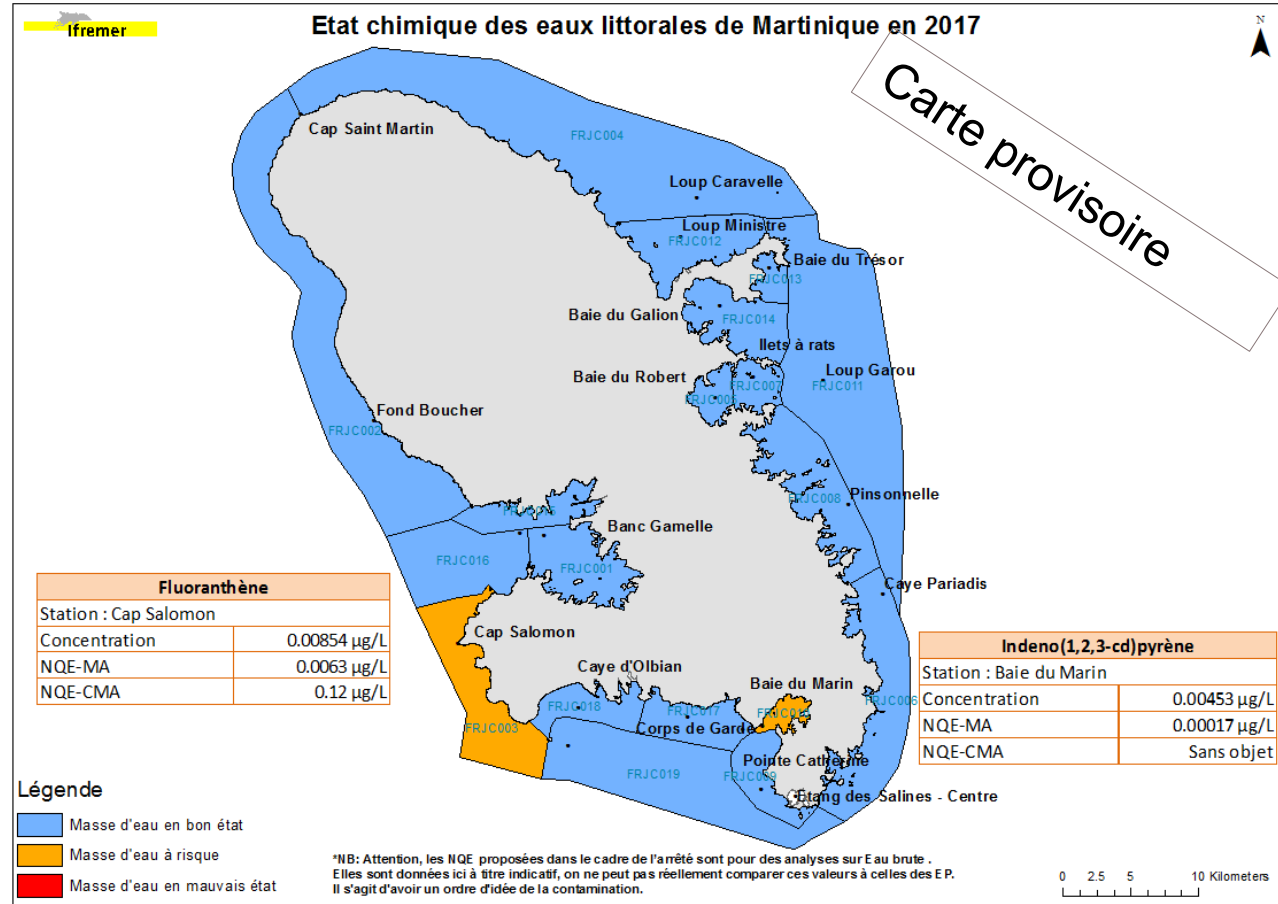 Ifremer
Etat chimique des eaux littorales de Martinique en 2017
N
Carte provisoire
Cap Saint Martin
FRJC004
Loup Caravelle
Loup Ministre
FRJC012
Baie du Trésor
FRJC013
Baie du Galion
FRJC014
Ilets à rats
Baie du Robert
FRJC007
Loup Garou
FRJC011
FRJC005
Fond Boucher
FRJC002
FRJC008
Pinsonnelle
FRJC015
Banc Gamelle
FRJC016
FRJC001
Caye Pariadis
Fluoranthène
Station : Cap Salomon
Concentration 0.00854 µg/L
NQE-MA 0.0063 µg/L
NQE-CMA 0.12 µg/L
Cap Salomon
Caye d'Olbian
Baie du Marin
FRJC006
Indeno(1,2,3-cd)pyrène
Station : Baie du Marin
Concentration 0.00453 µg/L
NQE-MA 0.00017 µg/L
NQE-CMA Sans objet
FRJC018
FRJC017
FRJC003
Corps de Garde
Pointe Catherine
FRJC019
FRJC009
Etang des Salines - Centre
Légende
Masse d'eau en bon état
Masse d'eau à risque
Masse d'eau en mauvais état
*NB: Attention, les NQE proposées dans le cadre de l'arrêté sont pour des analyses sur Eau brute .
Elles sont données ici à titre indicatif, on ne peut pas réellement comparer ces valeurs à celles des EP.
Il s'agit d'avoir un ordre d'idée de la contamination.
0 2.5 5 10 Kilometers